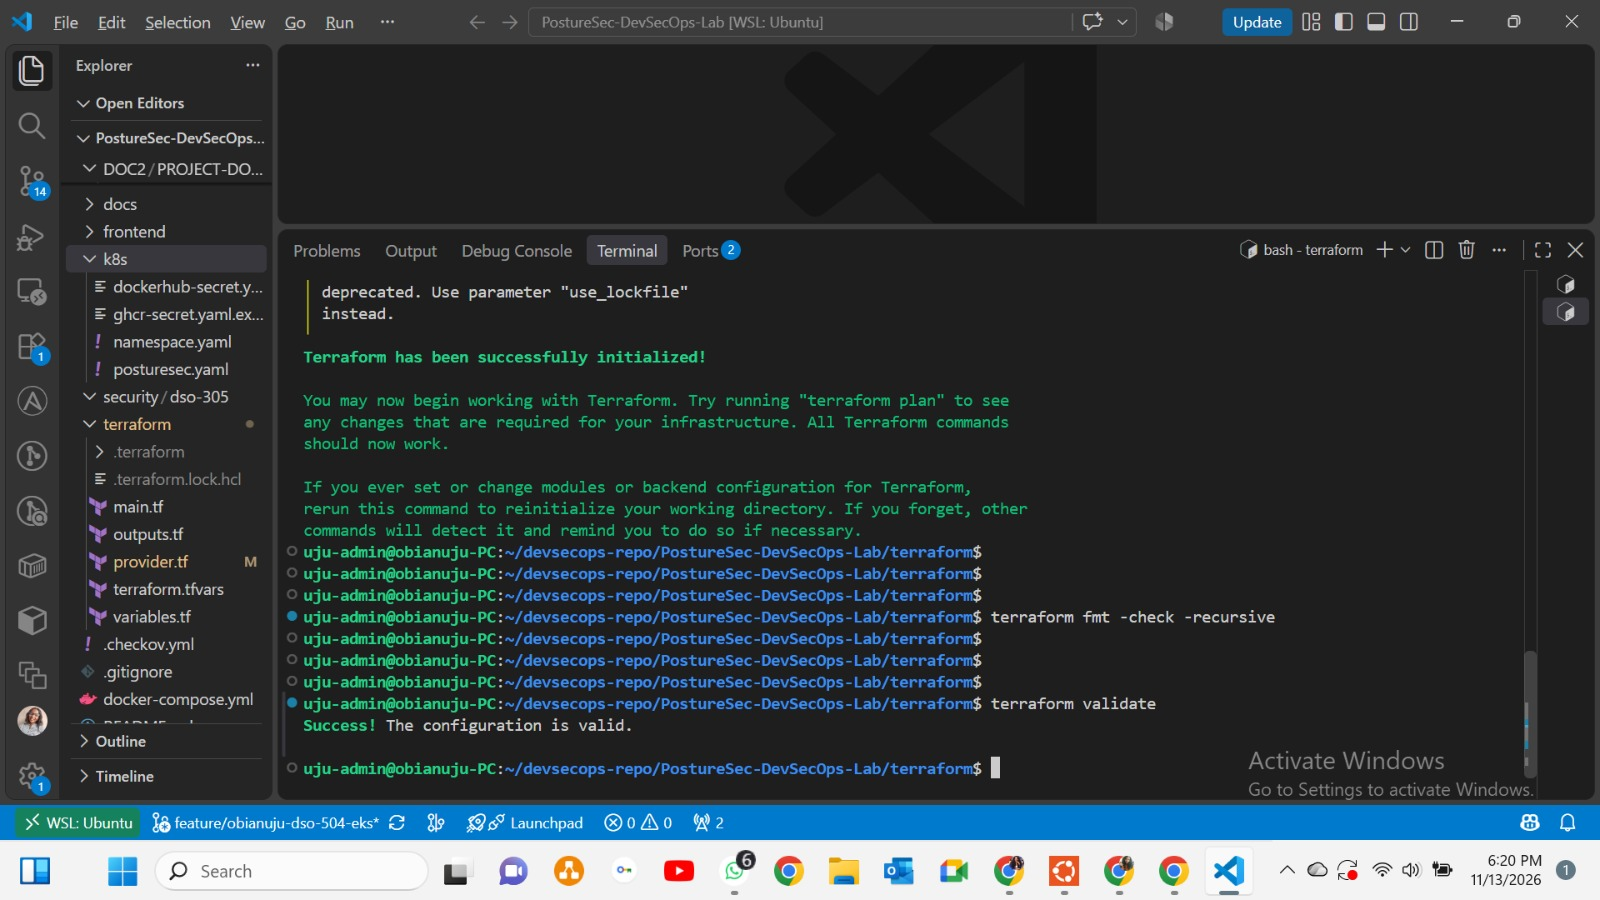 File Edit Selection View Go Run ···
PostureSec-DevSecOps-Lab [WSL: Ubuntu]
Update
Explorer
Open Editors
PostureSec-DevSecOps...
DOC2 / PROJECT-DO...
docs
frontend
k8s
dockerhub-secret.y...
ghcr-secret.yaml.ex...
! namespace.yaml
! posturesec.yaml
security / dso-305
terraform
.terraform
.terraform.lock.hcl
main.tf
outputs.tf
provider.tf M
terraform.tfvars
variables.tf
! .checkov.yml
.gitignore
docker-compose.yml
Outline
Timeline
14
1
1
Problems Output Debug Console Terminal Ports 2
bash - terraform
deprecated. Use parameter "use_lockfile"
instead.
Terraform has been successfully initialized!
You may now begin working with Terraform. Try running "terraform plan" to see
any changes that are required for your infrastructure. All Terraform commands
should now work.
If you ever set or change modules or backend configuration for Terraform,
rerun this command to reinitialize your working directory. If you forget, other
commands will detect it and remind you to do so if necessary.
uju-admin@obianuju-PC:~/devsecops-repo/PostureSec-DevSecOps-Lab/terraform$
uju-admin@obianuju-PC:~/devsecops-repo/PostureSec-DevSecOps-Lab/terraform$
uju-admin@obianuju-PC:~/devsecops-repo/PostureSec-DevSecOps-Lab/terraform$
uju-admin@obianuju-PC:~/devsecops-repo/PostureSec-DevSecOps-Lab/terraform$ terraform fmt -check -recursive
uju-admin@obianuju-PC:~/devsecops-repo/PostureSec-DevSecOps-Lab/terraform$
uju-admin@obianuju-PC:~/devsecops-repo/PostureSec-DevSecOps-Lab/terraform$
uju-admin@obianuju-PC:~/devsecops-repo/PostureSec-DevSecOps-Lab/terraform$
uju-admin@obianuju-PC:~/devsecops-repo/PostureSec-DevSecOps-Lab/terraform$ terraform validate
Success! The configuration is valid.
uju-admin@obianuju-PC:~/devsecops-repo/PostureSec-DevSecOps-Lab/terraform$
Activate Windows
Go to Settings to activate Windows.
WSL: Ubuntu feature/obianuju-dso-504-eks* Launchpad 0 0 2
Search
6
6:20 PM
11/13/2026
1